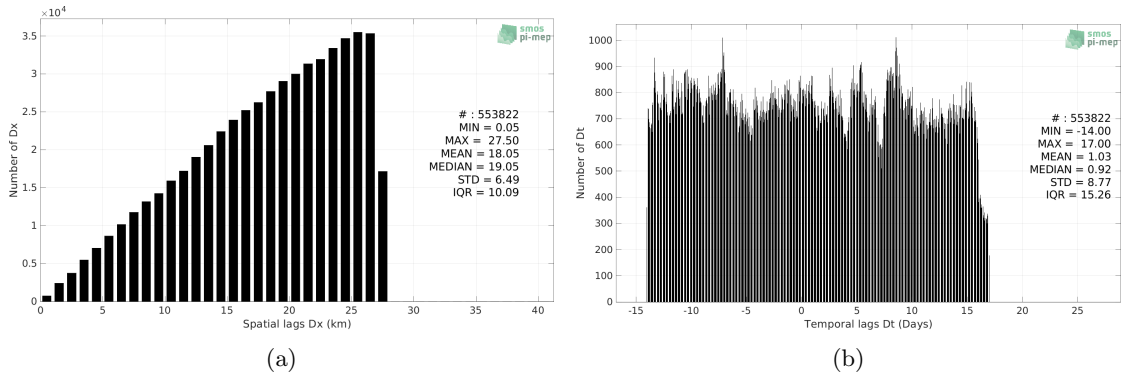 ×10⁴
3.5
3
2.5
2
1.5
1
0.5
0
Number of Dx
smos
pi-mep
# : 553822
MIN = 0.05
MAX = 27.50
MEAN = 18.05
MEDIAN = 19.05
STD = 6.49
IQR = 10.09
0 5 10 15 20 25 30 35 40
Spatial lags Dx (km)
(a)
1000
900
800
700
600
500
400
300
200
100
0
Number of Dt
smos
pi-mep
# : 553822
MIN = -14.00
MAX = 17.00
MEAN = 1.03
MEDIAN = 0.92
STD = 8.77
IQR = 15.26
-15 -10 -5 0 5 10 15 20 25
Temporal lags Dt (Days)
(b)